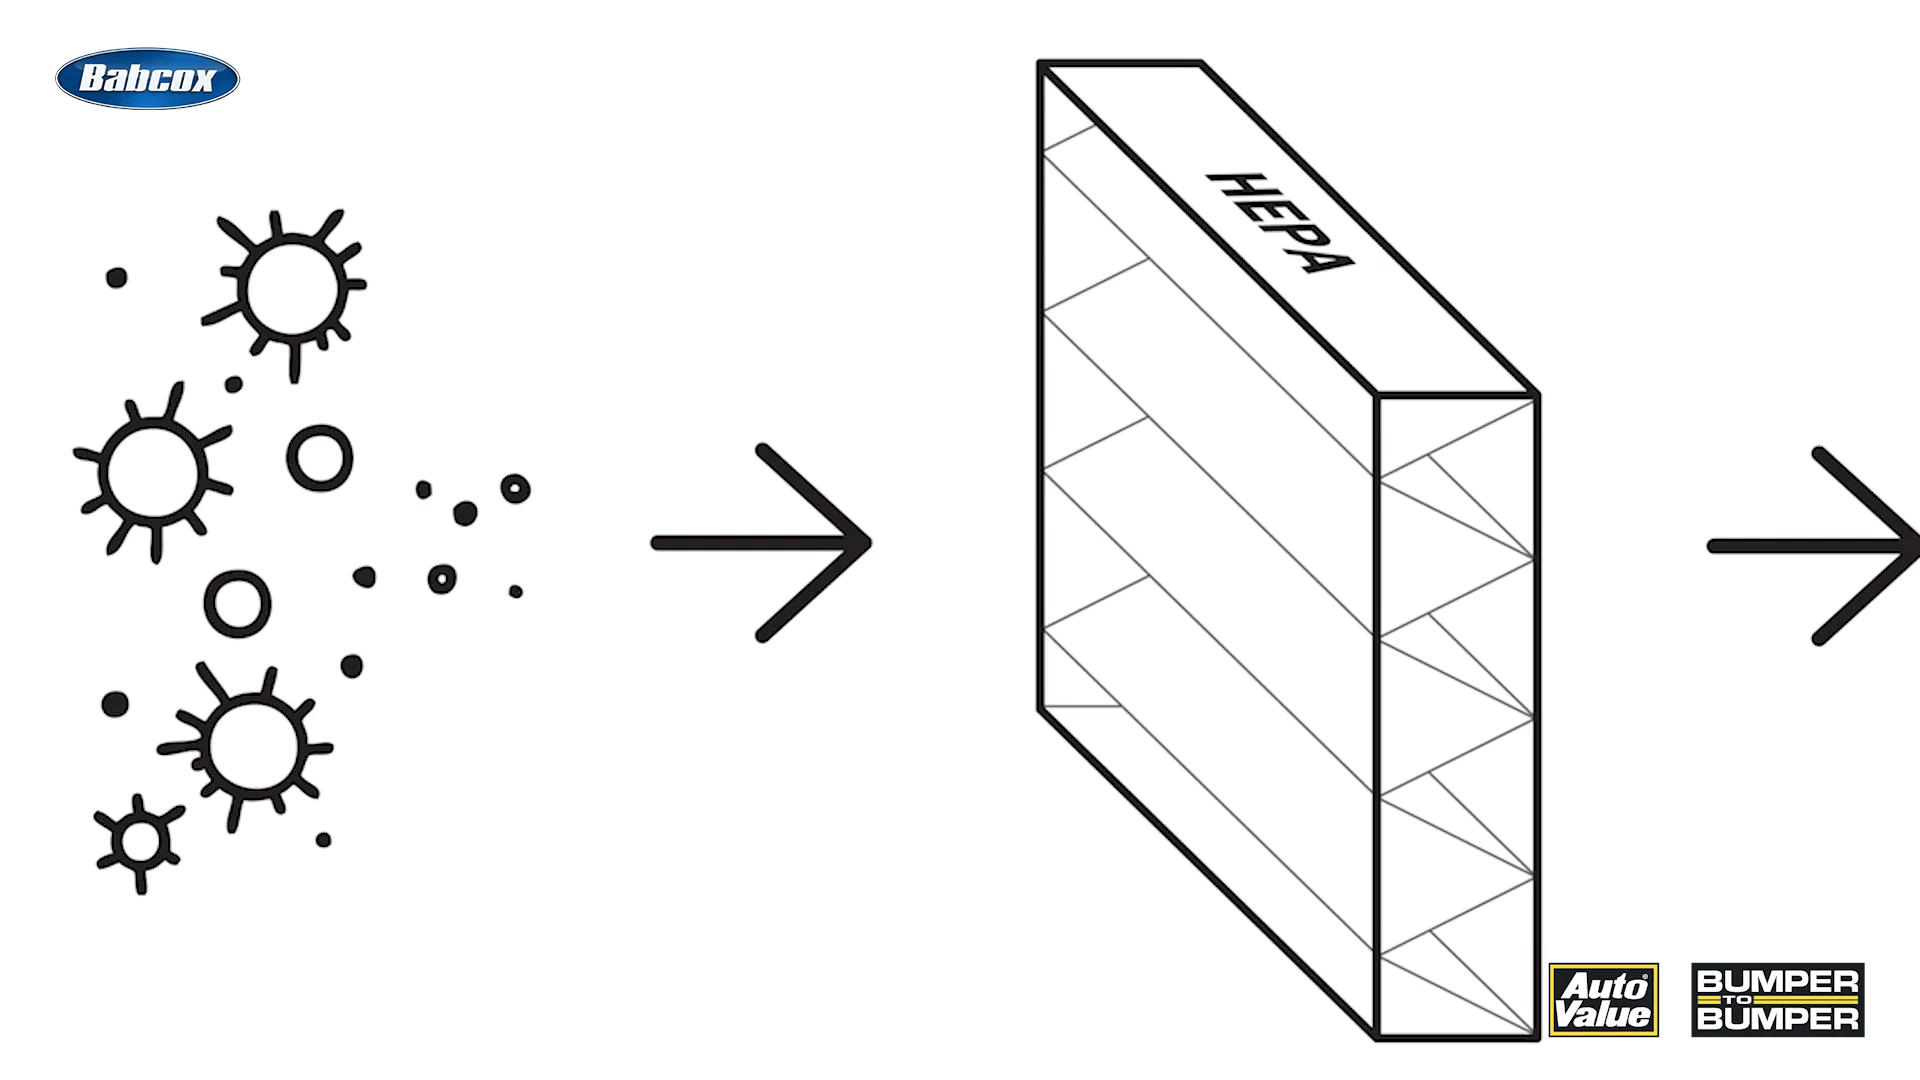 Babcox
HEPA
Auto
Value
BUMPER
TO
BUMPER